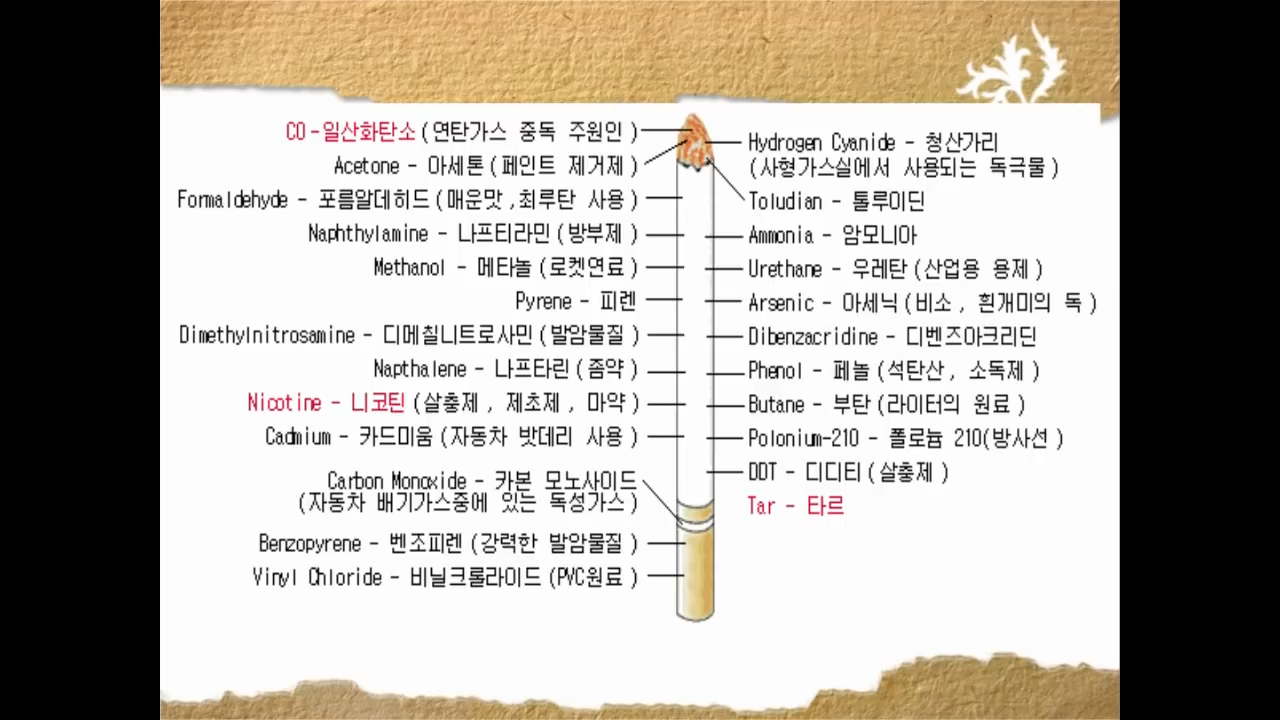 CO - 일산화탄소 (연탄가스 중독 주원인 )
Acetone - 아세톤 (페인트 제거제 )
Formaldehyde - 포름알데히드 (매운맛 ,최루탄 사용 )
Naphthylamine - 나프티라민 (방부제 )
Methanol - 메타놀 (로켓연료 )
Pyrene - 피렌
Dimethylnitrosamine - 디메칠니트로사민 (발암물질 )
Napthalene - 나프타린 (좀약 )
Nicotine - 니코틴 (살충제 , 제초제 , 마약 )
Cadmium - 카드미움 (자동차 밧데리 사용 )
Carbon Monoxide - 카본 모노사이드
(자동차 배기가스중에 있는 독성가스 )
Benzopyrene - 벤조피렌 (강력한 발암물질 )
Vinyl Chloride - 비닐크롤라이드 (PVC원료 )
Hydrogen Cyanide - 청산가리
(사형가스실에서 사용되는 독극물 )
Toludian - 톨루이딘
Ammonia - 암모니아
Urethane - 우레탄 (산업용 용제 )
Arsenic - 아세닉 (비소 , 흰개미의 독 )
Dibenzacridine - 디벤즈아크리딘
Phenol - 페놀 (석탄산 , 소독제 )
Butane - 부탄 (라이터의 원료 )
Polonium-210 - 폴로늄 210(방사선 )
DDT - 디디티 (살충제 )
Tar - 타르